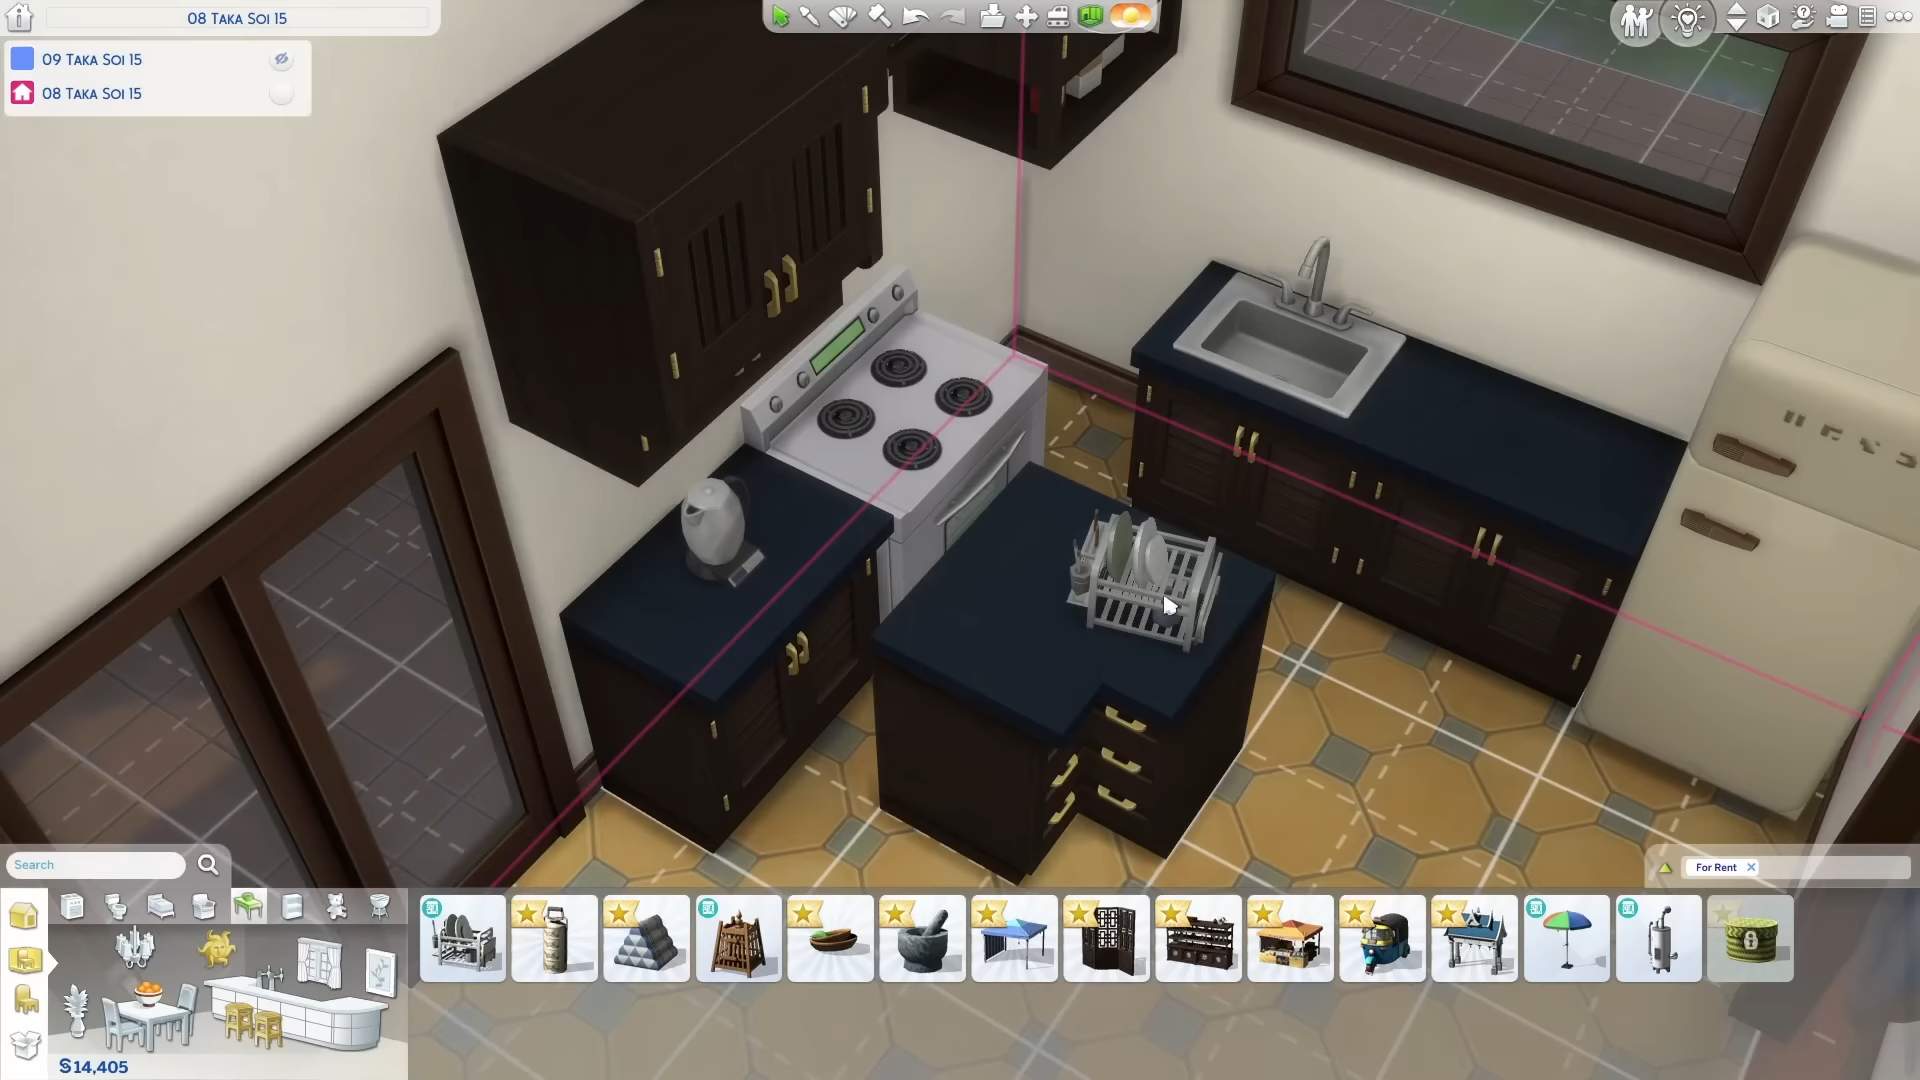 08 Taka Soi 15
09 Taka Soi 15
08 Taka Soi 15
Search
For Rent
§14,405